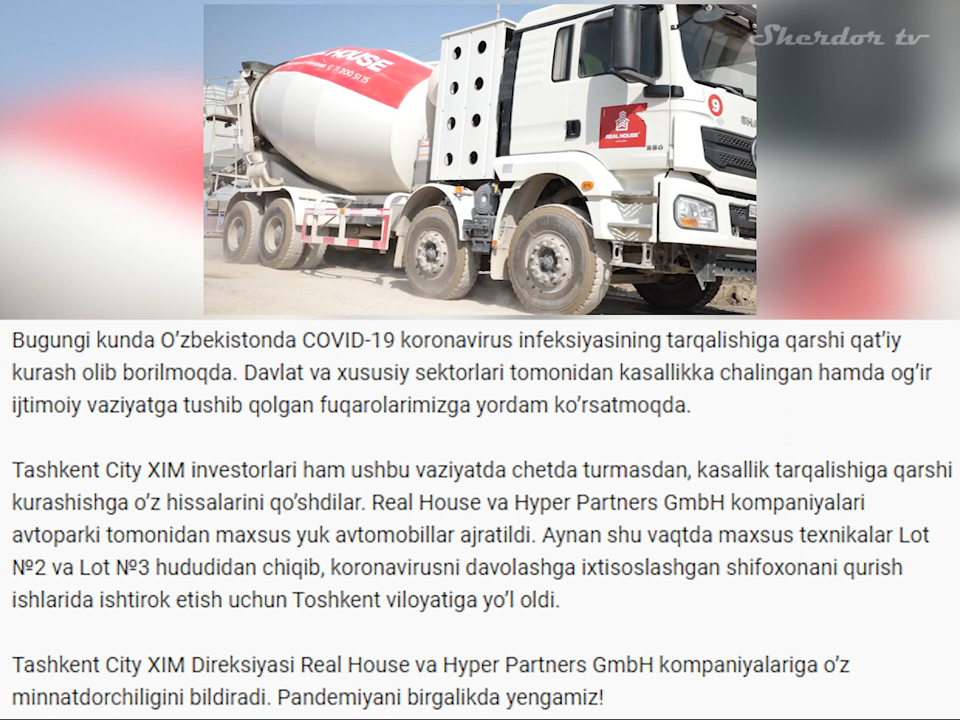 Sherdor tv
REAL HOUSE
71 200 51 15
9
REAL HOUSE
Bugungi kunda O’zbekistonda COVID-19 koronavirus infeksiyasining tarqalishiga qarshi qat’iy
kurash olib borilmoqda. Davlat va xususiy sektorlari tomonidan kasallikka chalingan hamda og’ir
ijtimoiy vaziyatga tushib qolgan fuqarolarimizga yordam ko’rsatmoqda.
Tashkent City XIM investorlari ham ushbu vaziyatda chetda turmasdan, kasallik tarqalishiga qarshi
kurashishga o’z hissalarini qo’shdilar. Real House va Hyper Partners GmbH kompaniyalari
avtoparki tomonidan maxsus yuk avtomobillar ajratildi. Aynan shu vaqtda maxsus texnikalar Lot
№2 va Lot №3 hududidan chiqib, koronavirusni davolashga ixtisoslashgan shifoxonani qurish
ishlarida ishtirok etish uchun Toshkent viloyatiga yo’l oldi.
Tashkent City XIM Direksiyasi Real House va Hyper Partners GmbH kompaniyalariga o’z
minnatdorchiligini bildiradi. Pandemiyani birgalikda yengamiz!